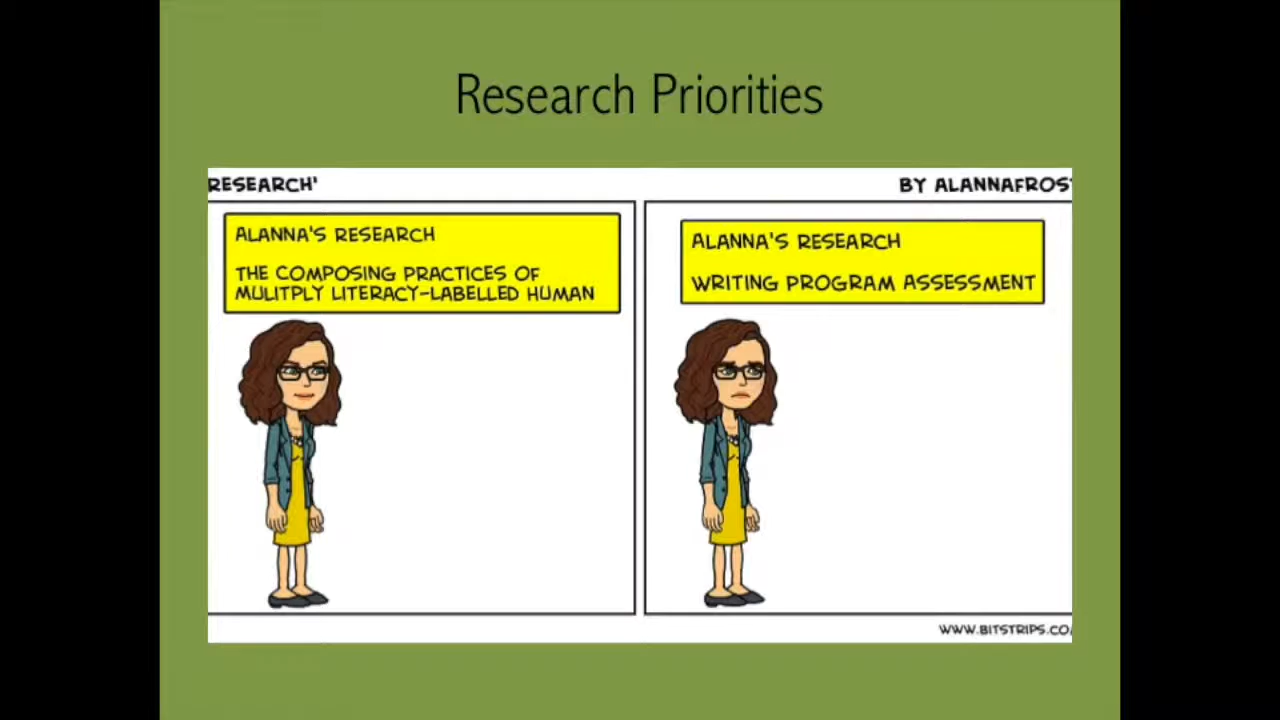 Research Priorities
RESEARCH'
BY ALANNAFROST
ALANNA'S RESEARCH
THE COMPOSING PRACTICES OF
MULITPLY LITERACY-LABELLED HUMAN
ALANNA'S RESEARCH
WRITING PROGRAM ASSESSMENT
WWW.BITSTRIPS.CO